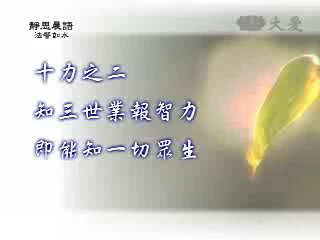 靜思晨語
法譬如水
大愛
十力之二
知三世業報智力
即能知一切眾生